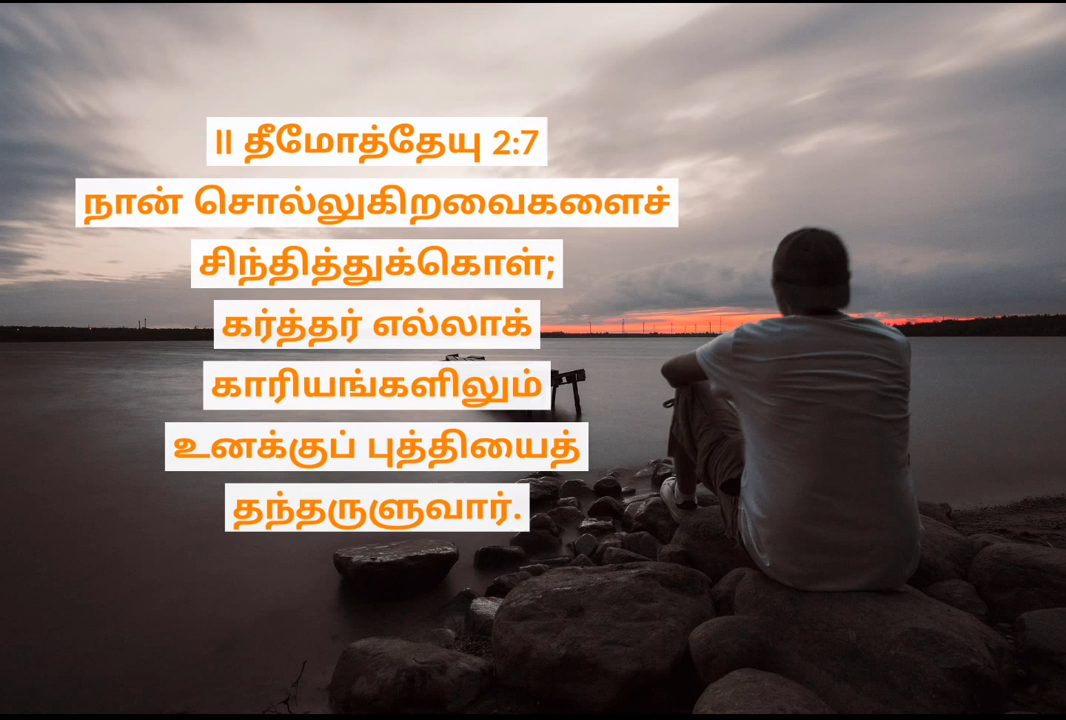 II தீமோத்தேயு 2:7
நான் சொல்லுகிறவைகளைச்
சிந்தித்துக்கொள்;
கர்த்தர் எல்லாக்
காரியங்களிலும்
உனக்குப் புத்தியைத்
தந்தருளுவார்.